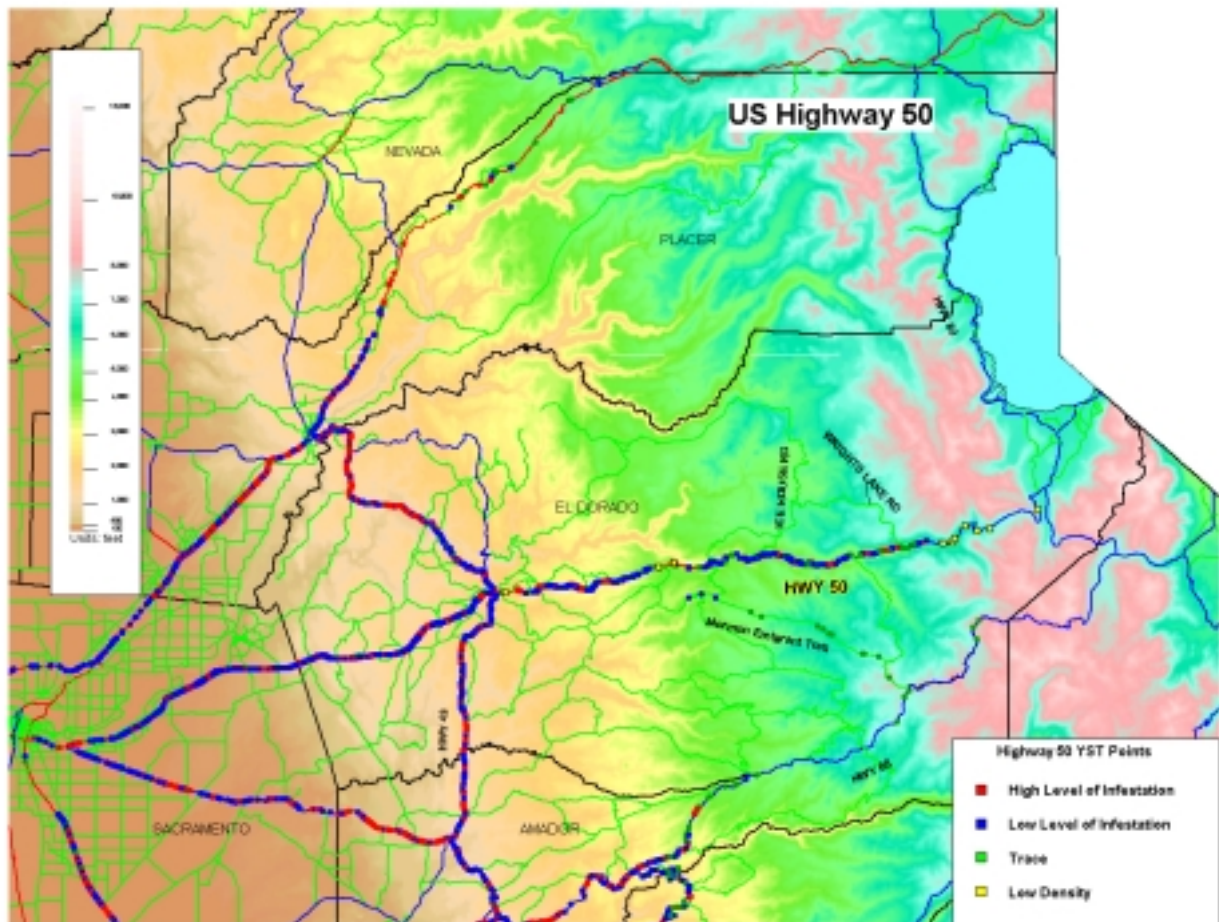 US Highway 50
NEVADA
PLACER
Units: feet
EL DORADO
WRIGHTS LAKE RD
HWY 50
Mormon Emigrant Trail
HWY 49
HWY 88
SACRAMENTO
AMADOR
Highway 50 YST Points
High Level of Infestation
Low Level of Infestation
Trace
Low Density